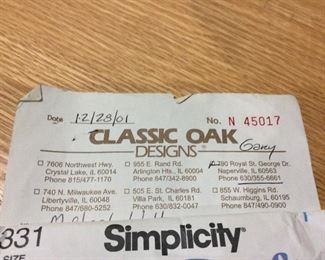 Date 12/28/01 No. N 45017
CLASSIC OAK
DESIGNS Gary
7606 Northwest Hwy. 955 E. Rand Rd. 790 Royal St. George Dr.
Crystal Lake, IL 60014 Arlington Hts., IL 60004 Naperville, IL 60563
Phone 815/477-1170 Phone 847/342-8900 Phone 630/355-6661
740 N. Milwaukee Ave. 505 E. St. Charles Rd. 855 W. Higgins Rd.
Libertyville, IL 60048 Villa Park, IL 60181 Schaumburg, IL 60195
Phone 847/680-5252 Phone 630/832-0047 Phone 847/490-0900
331 Simplicity
SIZE